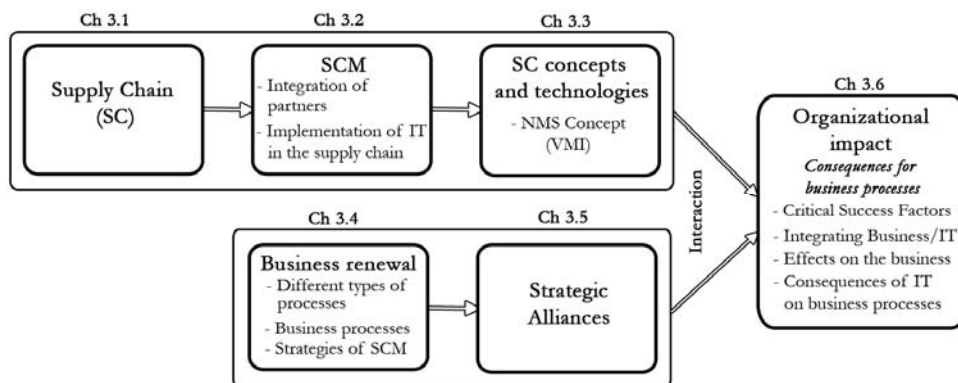 Ch 3.1
Ch 3.2
Ch 3.3
Supply Chain
(SC)
SCM
- Integration of
partners
- Implementation of IT
in the supply chain
SC concepts
and technologies
- NMS Concept
(VMI)
Ch 3.4
Ch 3.5
Business renewal
- Different types of
processes
- Business processes
- Strategies of SCM
Strategic
Alliances
Interaction
Ch 3.6
Organizational
impact
Consequences for
business processes
- Critical Success Factors
- Integrating Business/IT
- Effects on the business
- Consequences of IT
on business processes